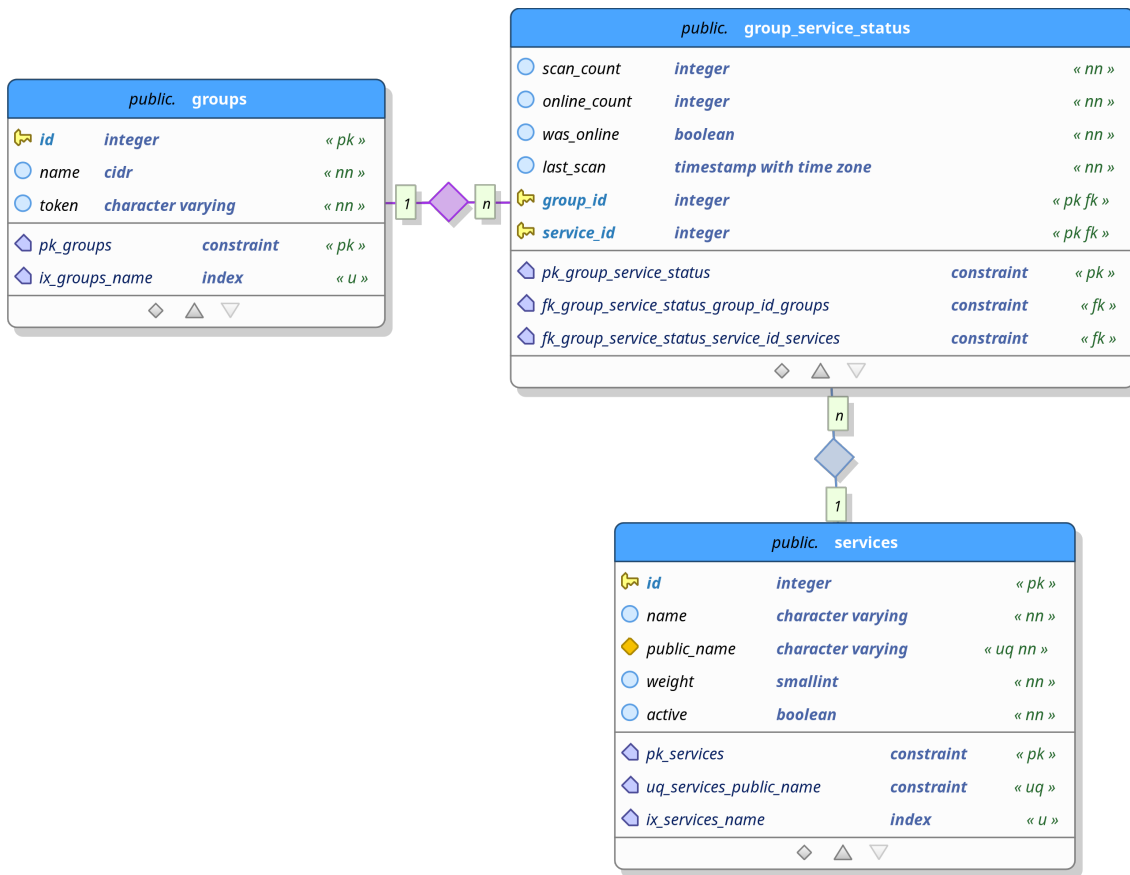 public. groups
id integer « pk »
name cidr « nn »
token character varying « nn »
pk_groups constraint « pk »
ix_groups_name index « u »
1
n
public. group_service_status
scan_count integer « nn »
online_count integer « nn »
was_online boolean « nn »
last_scan timestamp with time zone « nn »
group_id integer « pk fk »
service_id integer « pk fk »
pk_group_service_status constraint « pk »
fk_group_service_status_group_id_groups constraint « fk »
fk_group_service_status_service_id_services constraint « fk »
n
1
public. services
id integer « pk »
name character varying « nn »
public_name character varying « uq nn »
weight smallint « nn »
active boolean « nn »
pk_services constraint « pk »
uq_services_public_name constraint « uq »
ix_services_name index « u »